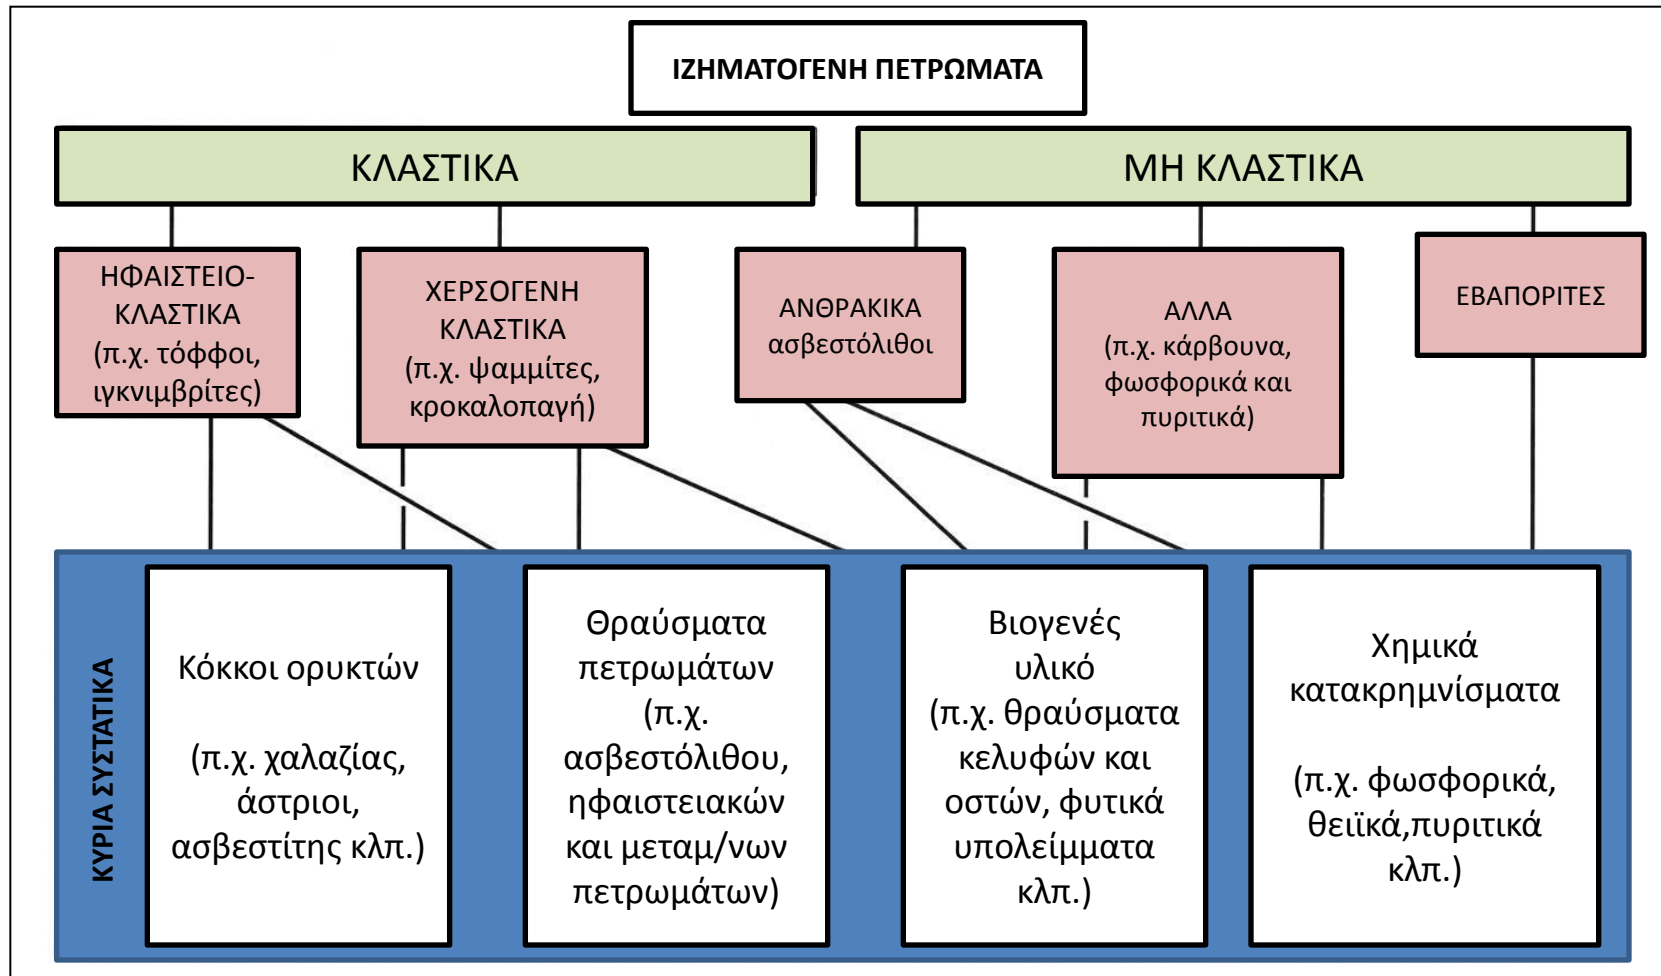 ΙΖΗΜΑΤΟΓΕΝΗ ΠΕΤΡΩΜΑΤΑ
ΚΛΑΣΤΙΚΑ
ΜΗ ΚΛΑΣΤΙΚΑ
ΗΦΑΙΣΤΕΙΟ-
ΚΛΑΣΤΙΚΑ
(π.χ. τόφφοι,
ιγκνιμβρίτες)
ΧΕΡΣΟΓΕΝΗ
ΚΛΑΣΤΙΚΑ
(π.χ. ψαμμίτες,
κροκαλοπαγή)
ΑΝΘΡΑΚΙΚΑ
ασβεστόλιθοι
ΑΛΛΑ
(π.χ. κάρβουνα,
φωσφορικά και
πυριτικά)
ΕΒΑΠΟΡΙΤΕΣ
ΚΥΡΙΑ ΣΥΣΤΑΤΙΚΑ
Κόκκοι ορυκτών
(π.χ. χαλαζίας,
άστριοι,
ασβεστίτης κλπ.)
Θραύσματα
πετρωμάτων
(π.χ.
ασβεστόλιθου,
ηφαιστειακών
και μεταμ/νων
πετρωμάτων)
Βιογενές
υλικό
(π.χ. θραύσματα
κελυφών και
οστών, φυτικά
υπολείμματα
κλπ.)
Χημικά
κατακρημνίσματα
(π.χ. φωσφορικά,
θειϊκά,πυριτικά
κλπ.)